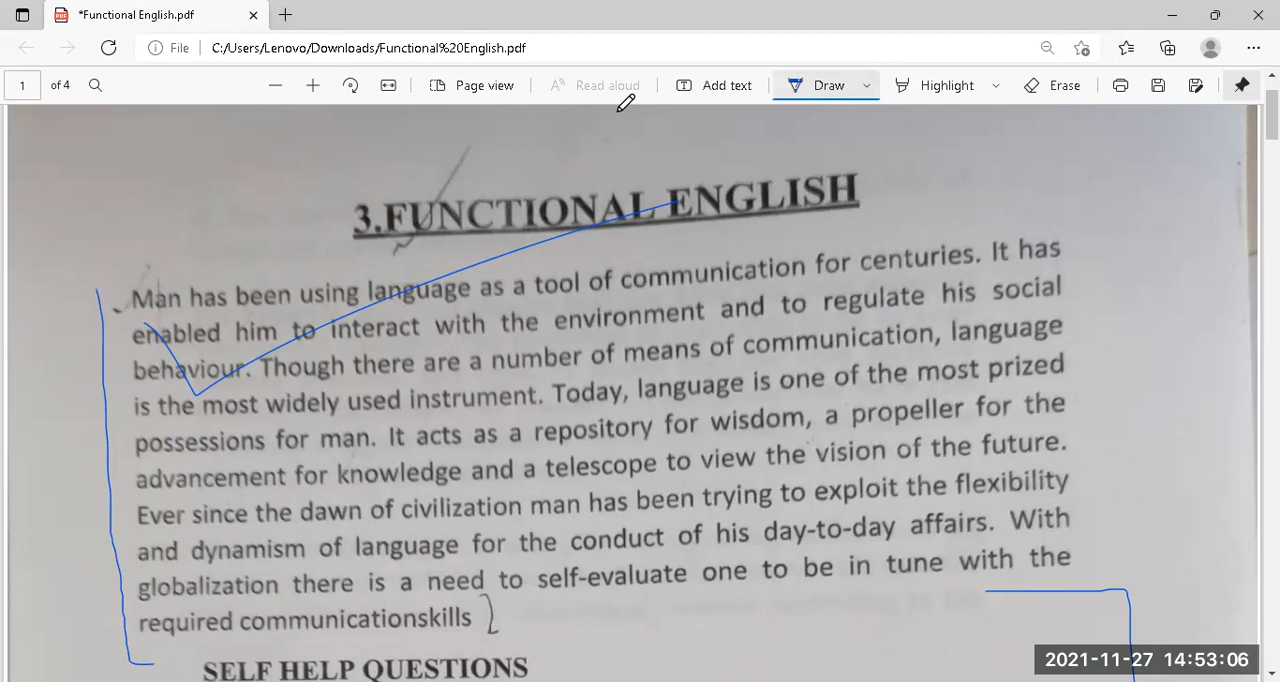 *Functional English.pdf
File
C:/Users/Lenovo/Downloads/Functional%20English.pdf
1 of 4
Page view
Read aloud
Add text
Draw
Highlight
Erase
3.FUNCTIONAL ENGLISH
Man has been using language as a tool of communication for centuries. It has
enabled him to interact with the environment and to regulate his social
behaviour. Though there are a number of means of communication, language
is the most widely used instrument. Today, language is one of the most prized
possessions for man. It acts as a repository for wisdom, a propeller for the
advancement for knowledge and a telescope to view the vision of the future.
Ever since the dawn of civilization man has been trying to exploit the flexibility
and dynamism of language for the conduct of his day-to-day affairs. With
globalization there is a need to self-evaluate one to be in tune with the
required communicationskills
SELF HELP QUESTIONS
2021-11-27 14:53:06